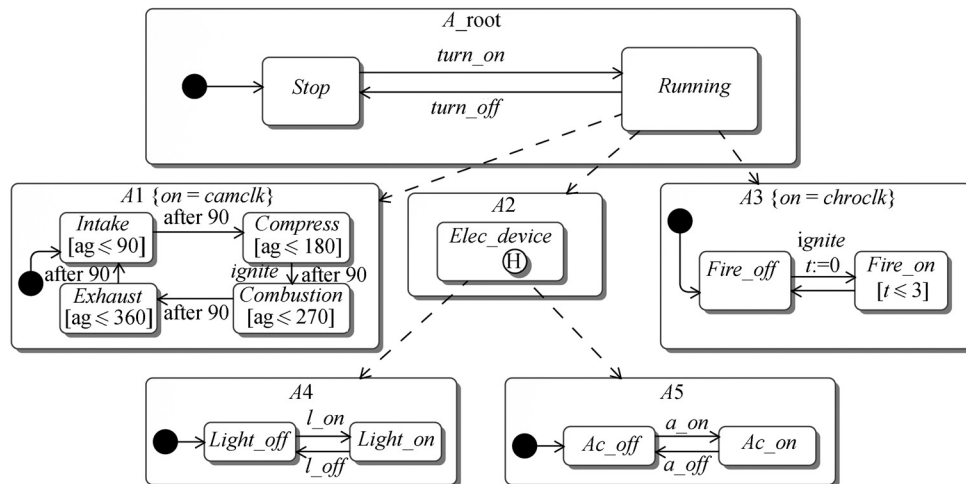 A_root
turn_on
Stop
Running
turn_off
A1 {on = camclk}
Intake
[ag⩽90]
after 90
Compress
[ag⩽180]
after 90
ignite
after 90
Exhaust
[ag⩽360]
after 90
Combustion
[ag⩽270]
A2
Elec_device
H
A3 {on = chroclk}
ignite
t:=0
Fire_off
Fire_on
[t⩽3]
A4
l_on
Light_off
Light_on
l_off
A5
a_on
Ac_off
Ac_on
a_off